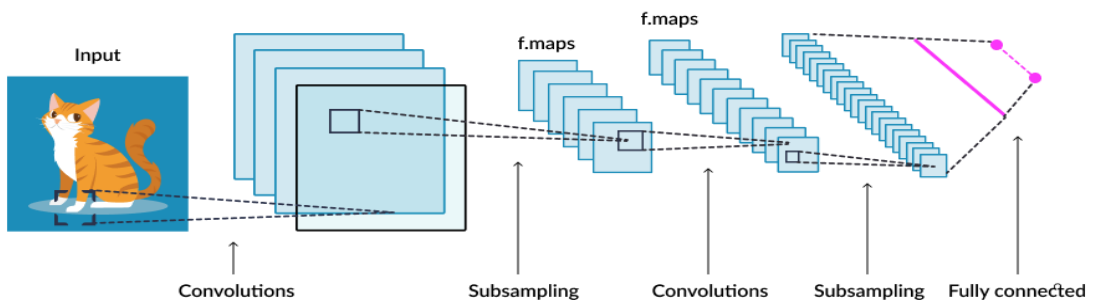 f.maps
f.maps
Input
Convolutions
Subsampling
Convolutions
Subsampling
Fully connected